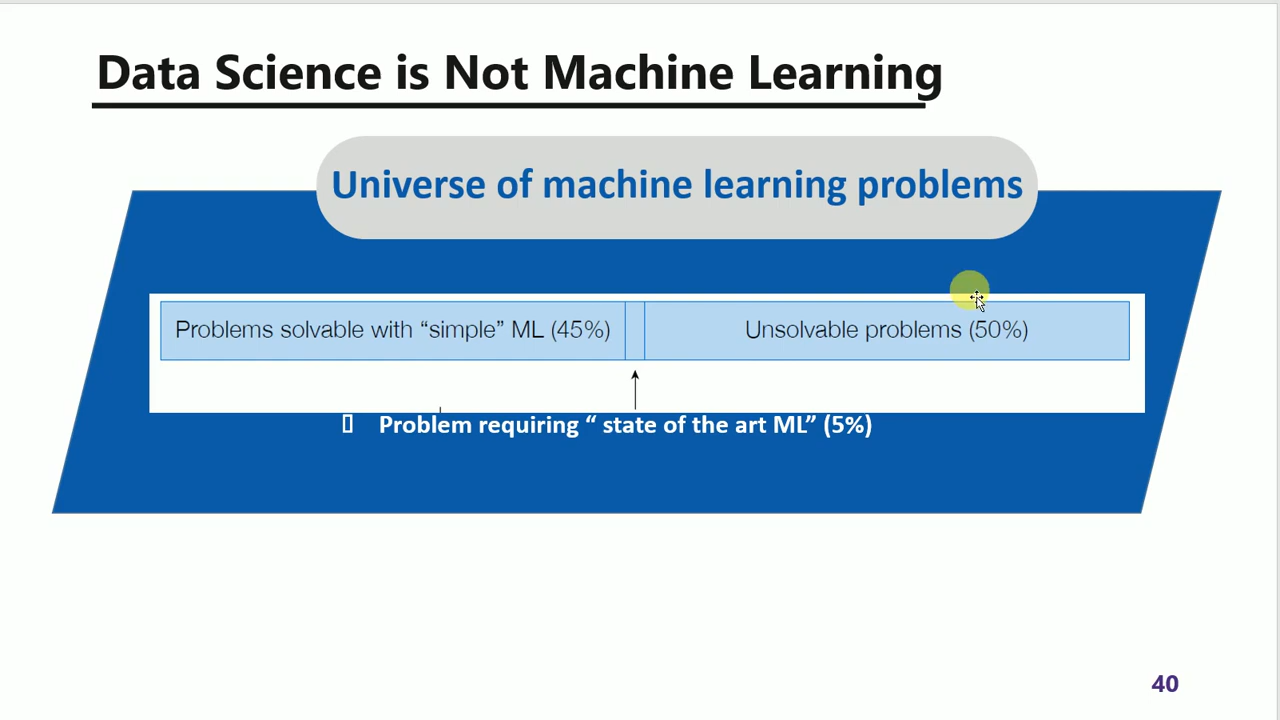 Data Science is Not Machine Learning
Universe of machine learning problems
Problems solvable with “simple” ML (45%)
Unsolvable problems (50%)
Problem requiring “ state of the art ML” (5%)
40